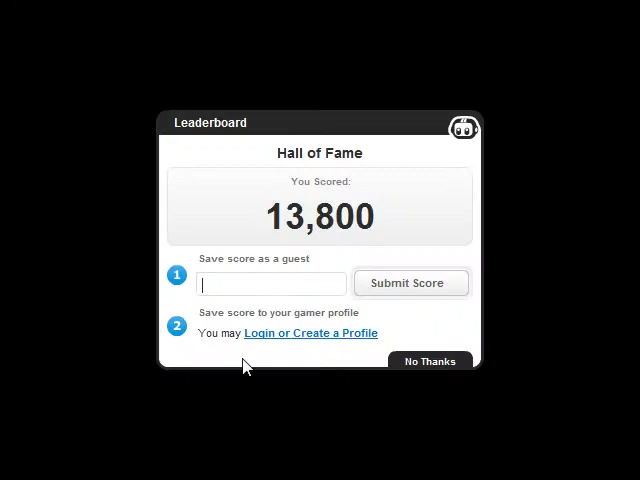 Leaderboard
Hall of Fame
You Scored:
13,800
Save score as a guest
1
Submit Score
Save score to your gamer profile
2
You may Login or Create a Profile
No Thanks